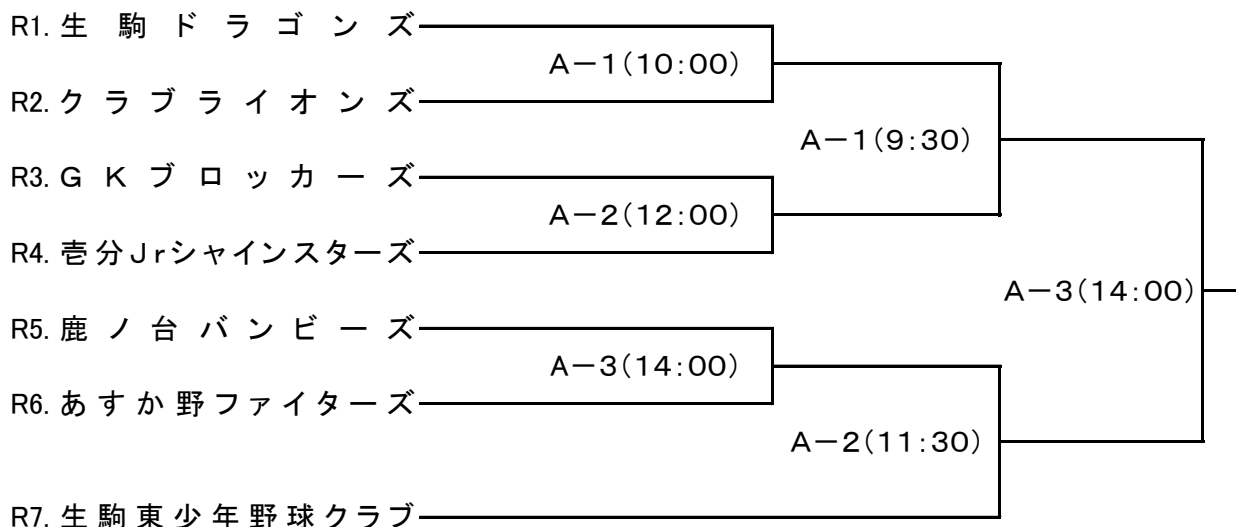 R1. 生駒ドラゴンズ
A－1(10:00)
R2. クラブライオンズ
A－1(9:30)
R3. GKブロッカーズ
A－2(12:00)
R4. 壱分Jrシャインスターズ
A－3(14:00)
R5. 鹿ノ台バンビーズ
A－3(14:00)
R6. あすか野ファイターズ
A－2(11:30)
R7. 生駒東少年野球クラブ